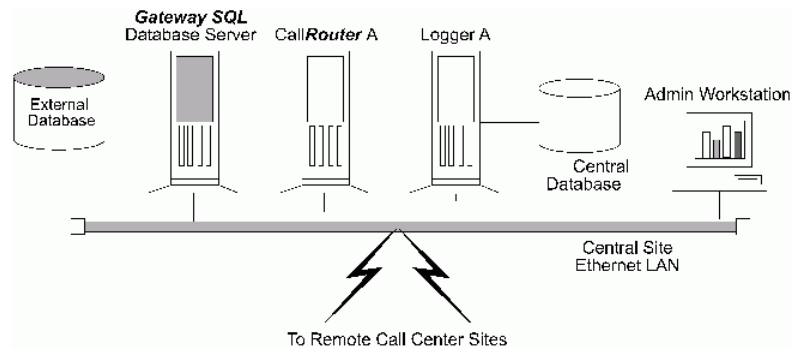 Gateway SQL
Database Server
CallRouter A
Logger A
External
Database
Admin Workstation
Central
Database
Central Site
Ethernet LAN
To Remote Call Center Sites